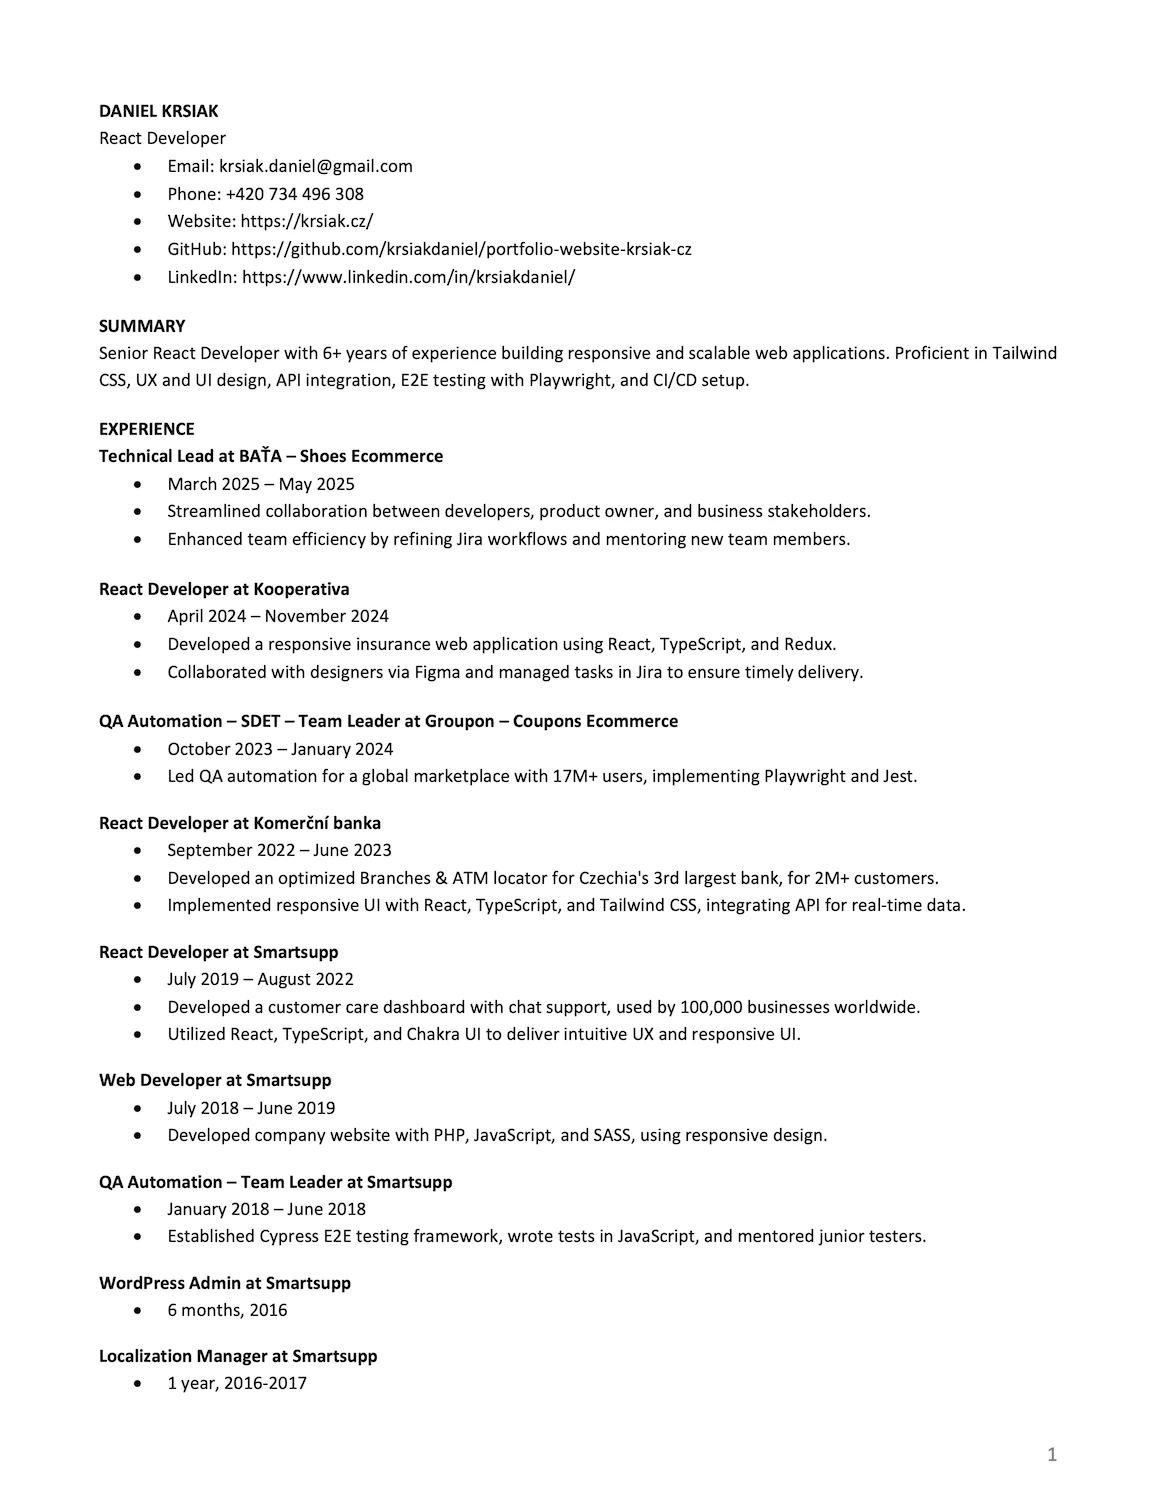 DANIEL KRSIAK
React Developer
• Email: krsiak.daniel@gmail.com
• Phone: +420 734 496 308
• Website: https://krsiak.cz/
• GitHub: https://github.com/krsiakdaniel/portfolio-website-krsiak-cz
• LinkedIn: https://www.linkedin.com/in/krsiakdaniel/
SUMMARY
Senior React Developer with 6+ years of experience building responsive and scalable web applications. Proficient in Tailwind
CSS, UX and UI design, API integration, E2E testing with Playwright, and CI/CD setup.
EXPERIENCE
Technical Lead at BAŤA – Shoes Ecommerce
• March 2025 – May 2025
• Streamlined collaboration between developers, product owner, and business stakeholders.
• Enhanced team efficiency by refining Jira workflows and mentoring new team members.
React Developer at Kooperativa
• April 2024 – November 2024
• Developed a responsive insurance web application using React, TypeScript, and Redux.
• Collaborated with designers via Figma and managed tasks in Jira to ensure timely delivery.
QA Automation – SDET – Team Leader at Groupon – Coupons Ecommerce
• October 2023 – January 2024
• Led QA automation for a global marketplace with 17M+ users, implementing Playwright and Jest.
React Developer at Komerční banka
• September 2022 – June 2023
• Developed an optimized Branches & ATM locator for Czechia's 3rd largest bank, for 2M+ customers.
• Implemented responsive UI with React, TypeScript, and Tailwind CSS, integrating API for real-time data.
React Developer at Smartsupp
• July 2019 – August 2022
• Developed a customer care dashboard with chat support, used by 100,000 businesses worldwide.
• Utilized React, TypeScript, and Chakra UI to deliver intuitive UX and responsive UI.
Web Developer at Smartsupp
• July 2018 – June 2019
• Developed company website with PHP, JavaScript, and SASS, using responsive design.
QA Automation – Team Leader at Smartsupp
• January 2018 – June 2018
• Established Cypress E2E testing framework, wrote tests in JavaScript, and mentored junior testers.
WordPress Admin at Smartsupp
• 6 months, 2016
Localization Manager at Smartsupp
• 1 year, 2016-2017
1